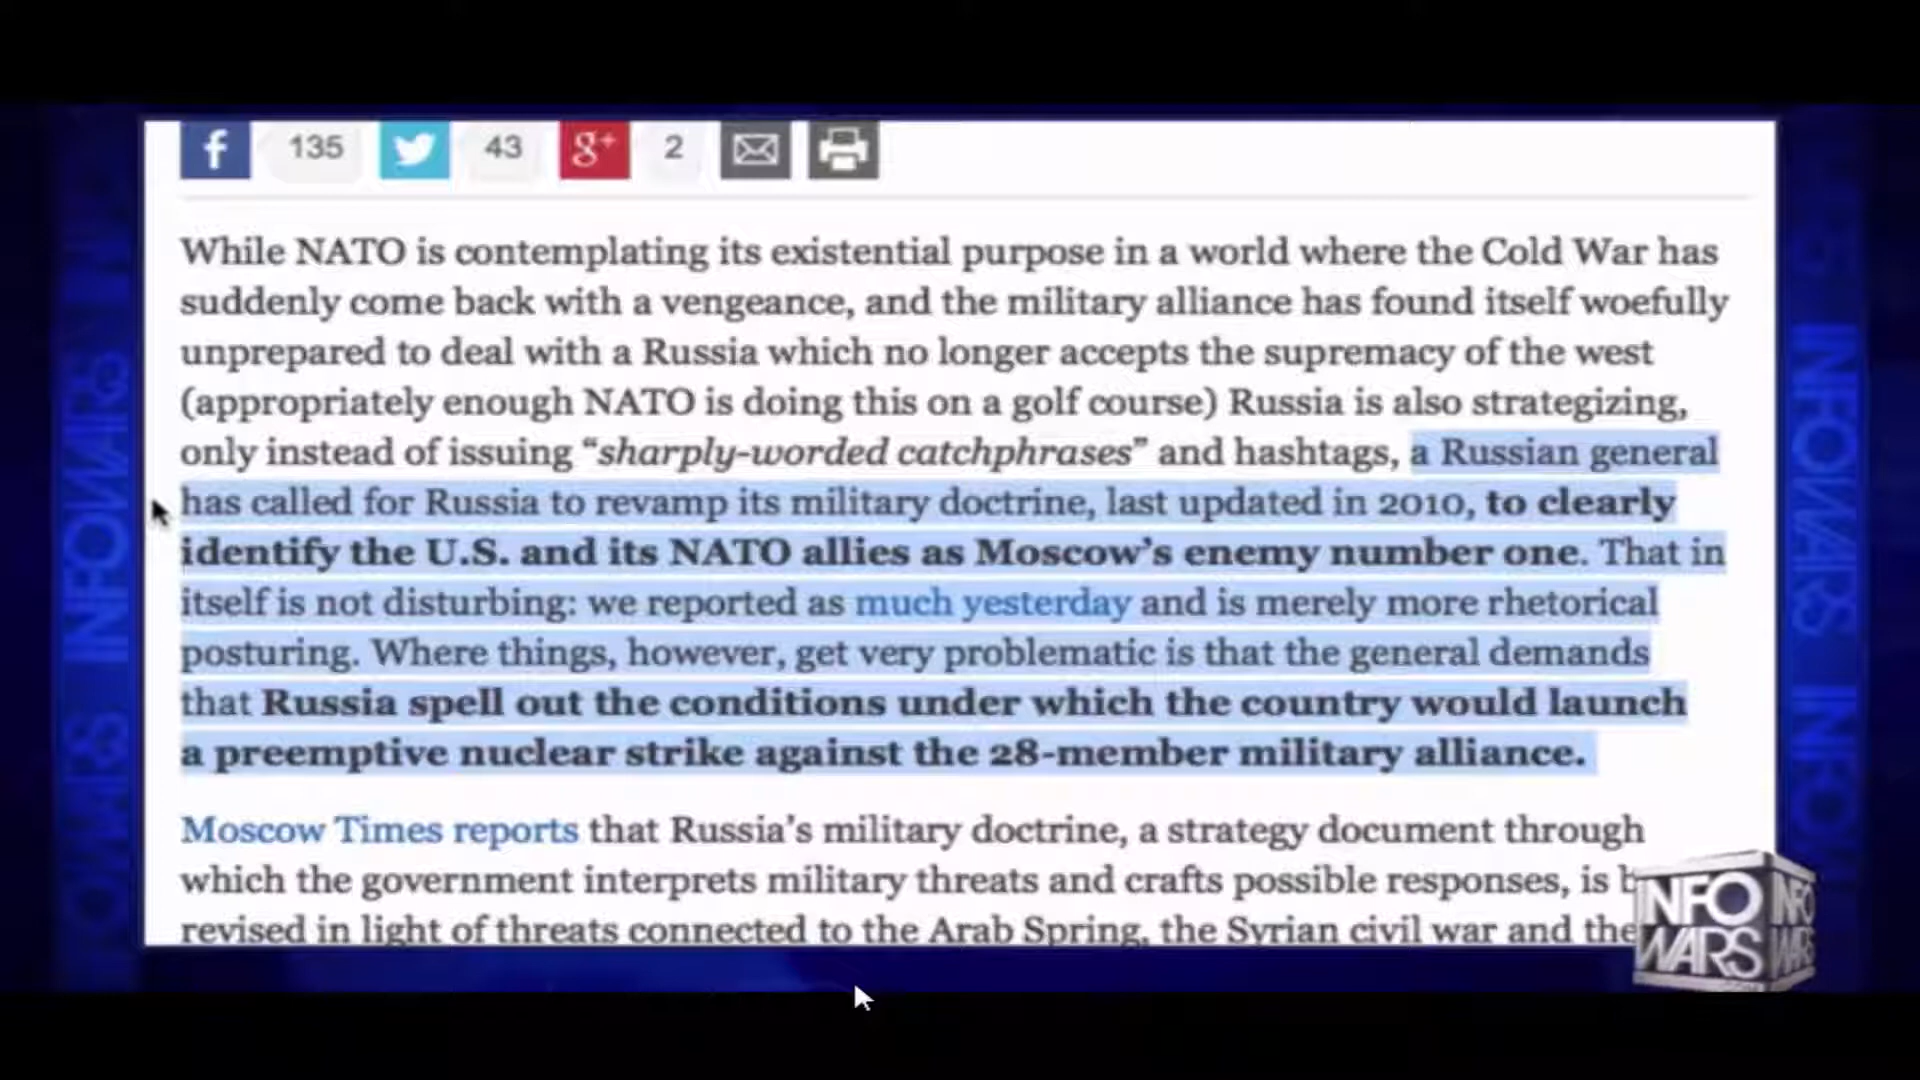 135 43 g+ 2
While NATO is contemplating its existential purpose in a world where the Cold War has
suddenly come back with a vengeance, and the military alliance has found itself woefully
unprepared to deal with a Russia which no longer accepts the supremacy of the west
(appropriately enough NATO is doing this on a golf course) Russia is also strategizing,
only instead of issuing “sharply-worded catchphrases” and hashtags, a Russian general
has called for Russia to revamp its military doctrine, last updated in 2010, to clearly
identify the U.S. and its NATO allies as Moscow’s enemy number one. That in
itself is not disturbing: we reported as much yesterday and is merely more rhetorical
posturing. Where things, however, get very problematic is that the general demands
that Russia spell out the conditions under which the country would launch
a preemptive nuclear strike against the 28-member military alliance.
Moscow Times reports that Russia’s military doctrine, a strategy document through
which the government interprets military threats and crafts possible responses, is
revised in light of threats connected to the Arab Spring, the Syrian civil war and the
INFO
WARS
INFO
WARS
.COM
INFOWARS
INFOWARS